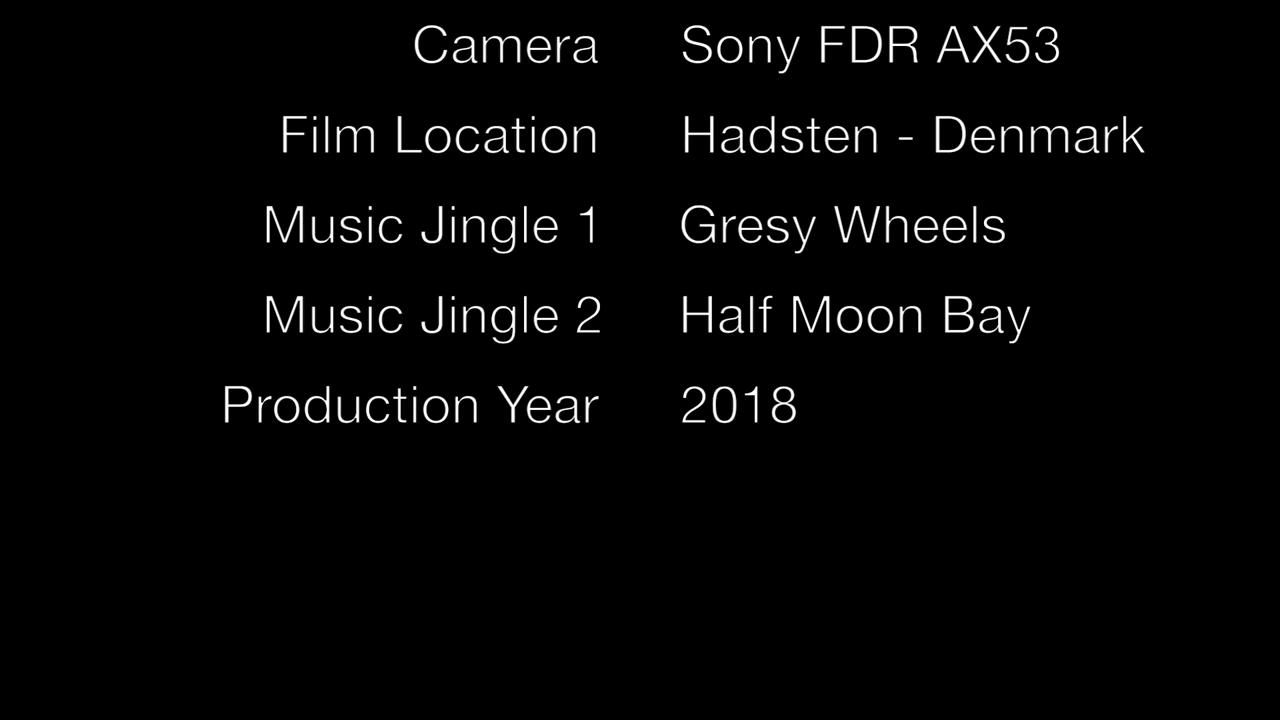 Camera Sony FDR AX53
Film Location Hadsten - Denmark
Music Jingle 1 Gresy Wheels
Music Jingle 2 Half Moon Bay
Production Year 2018